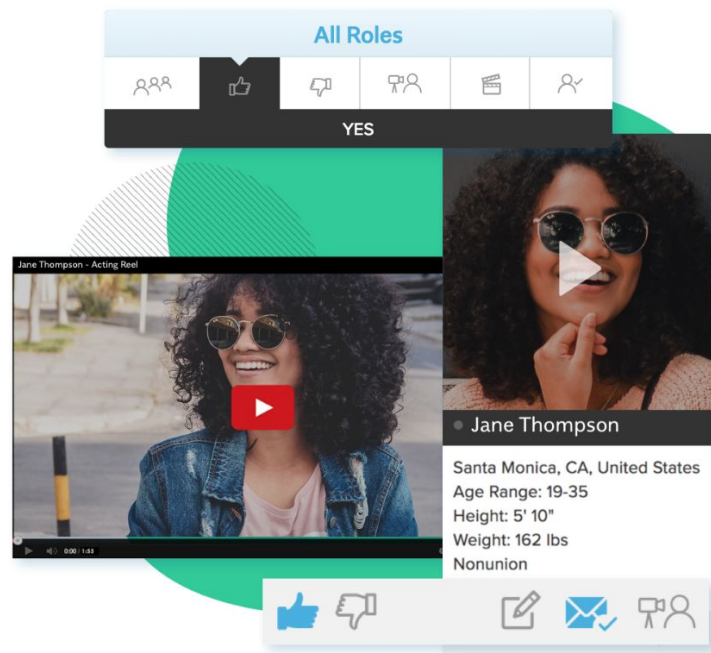 All Roles
YES
Jane Thompson - Acting Reel
0:00 / 1:53
Jane Thompson
Santa Monica, CA, United States
Age Range: 19-35
Height: 5' 10"
Weight: 162 lbs
Nonunion